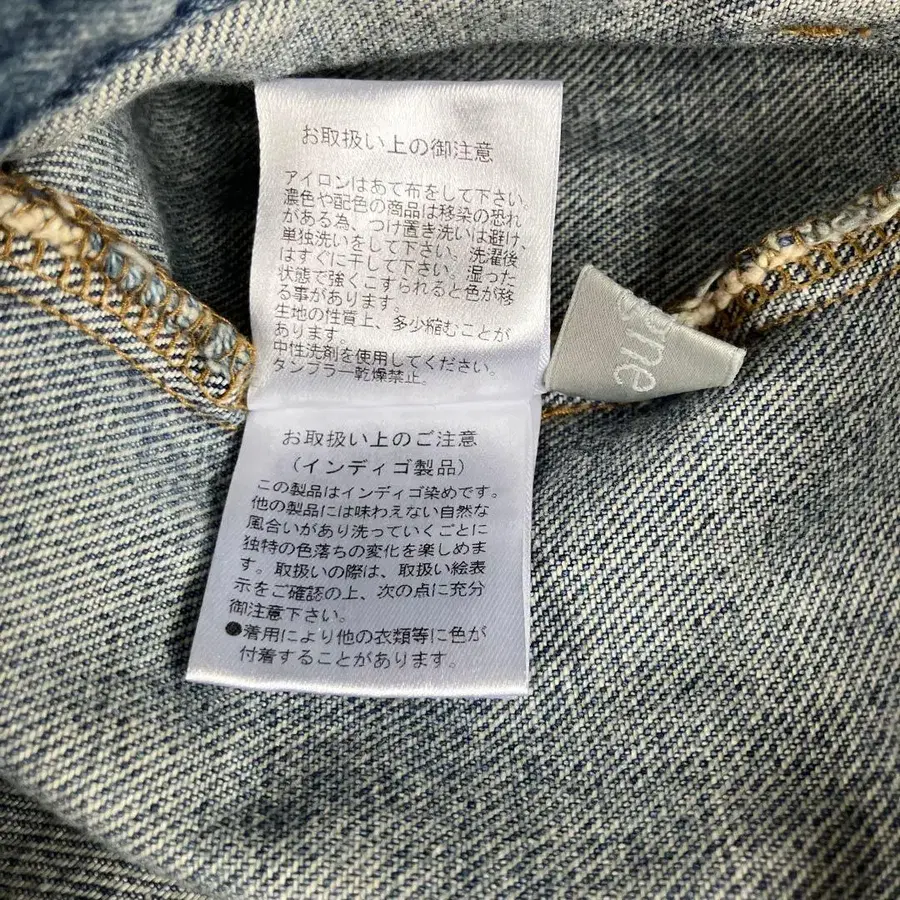 お取扱い上の御注意
アイロンはあて布をして下さい。
濃色や配色の商品は移染の恐れ
がある為、つけ置き洗いは避け、
単独洗いをして下さい。洗濯後
はすぐに干して下さい。湿った
状態で強くこすられると色が移
る事があります。
生地の性質上、多少縮むことが
あります。
中性洗剤を使用してください。
タンブラー乾燥禁止。
お取扱い上のご注意
(インディゴ製品)
この製品はインディゴ染めです。
他の製品には味わえない自然な
風合いがあり洗っていくごとに
独特の色落ちの変化を楽しめま
す。取扱いの際は、取扱い絵表
示をご確認の上、次の点に充分
御注意下さい。
●着用により他の衣類等に色が
付着することがあります。